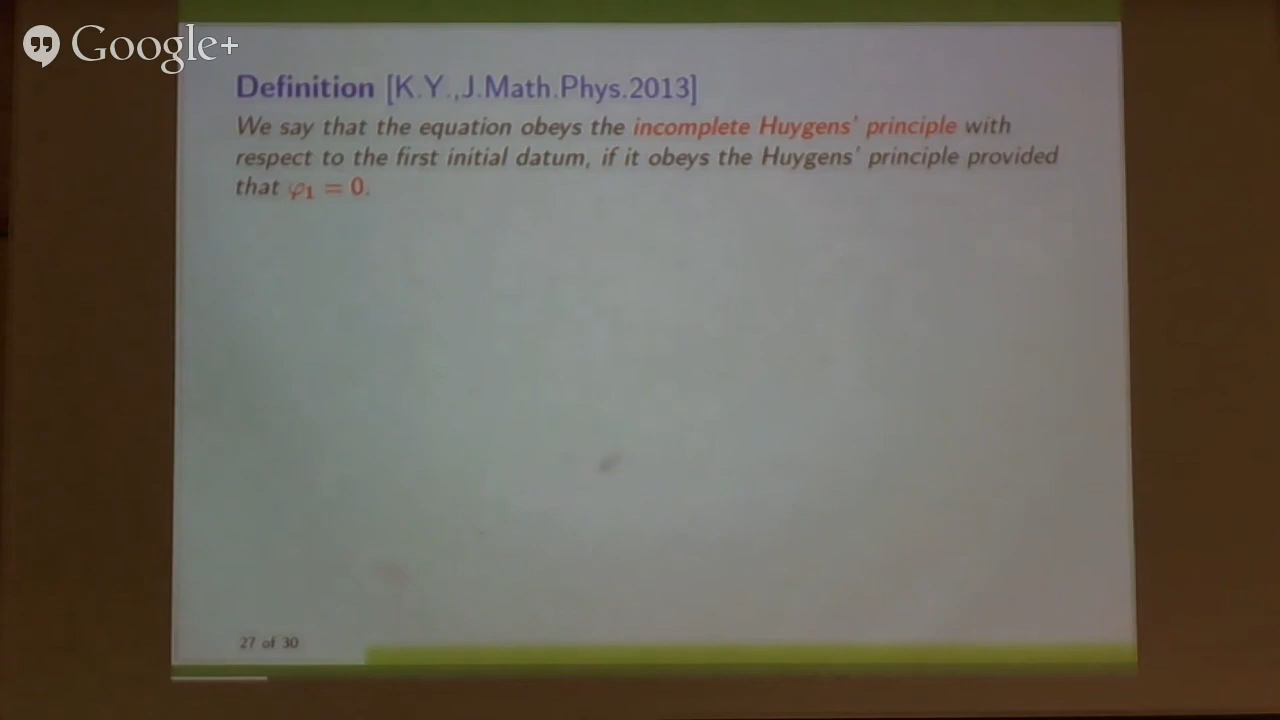 Google+
Definition [K.Y.,J.Math.Phys.2013]
We say that the equation obeys the incomplete Huygens' principle with
respect to the first initial datum, if it obeys the Huygens' principle provided
that φ₁ = 0.
27 of 30